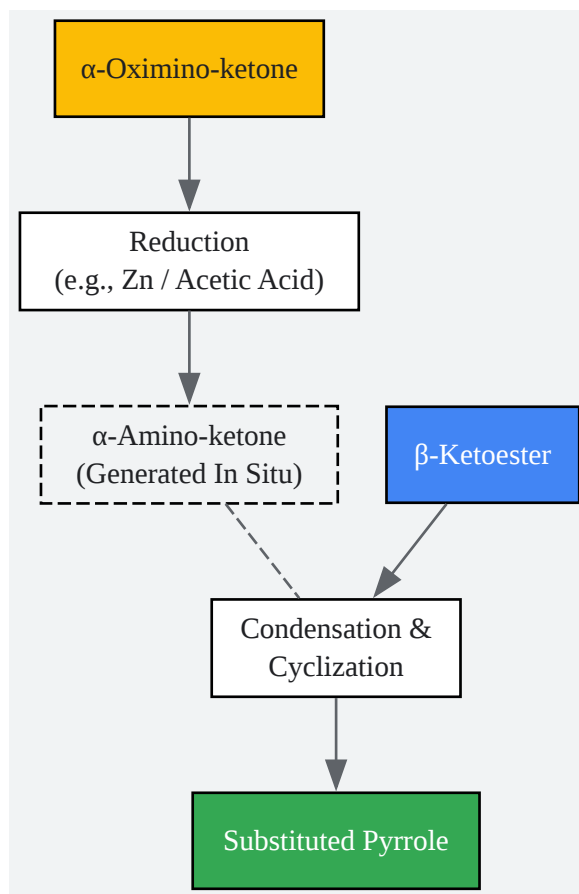 α-Oximino-ketone
Reduction
(e.g., Zn / Acetic Acid)
α-Amino-ketone
(Generated In Situ)
β-Ketoester
Condensation &
Cyclization
Substituted Pyrrole